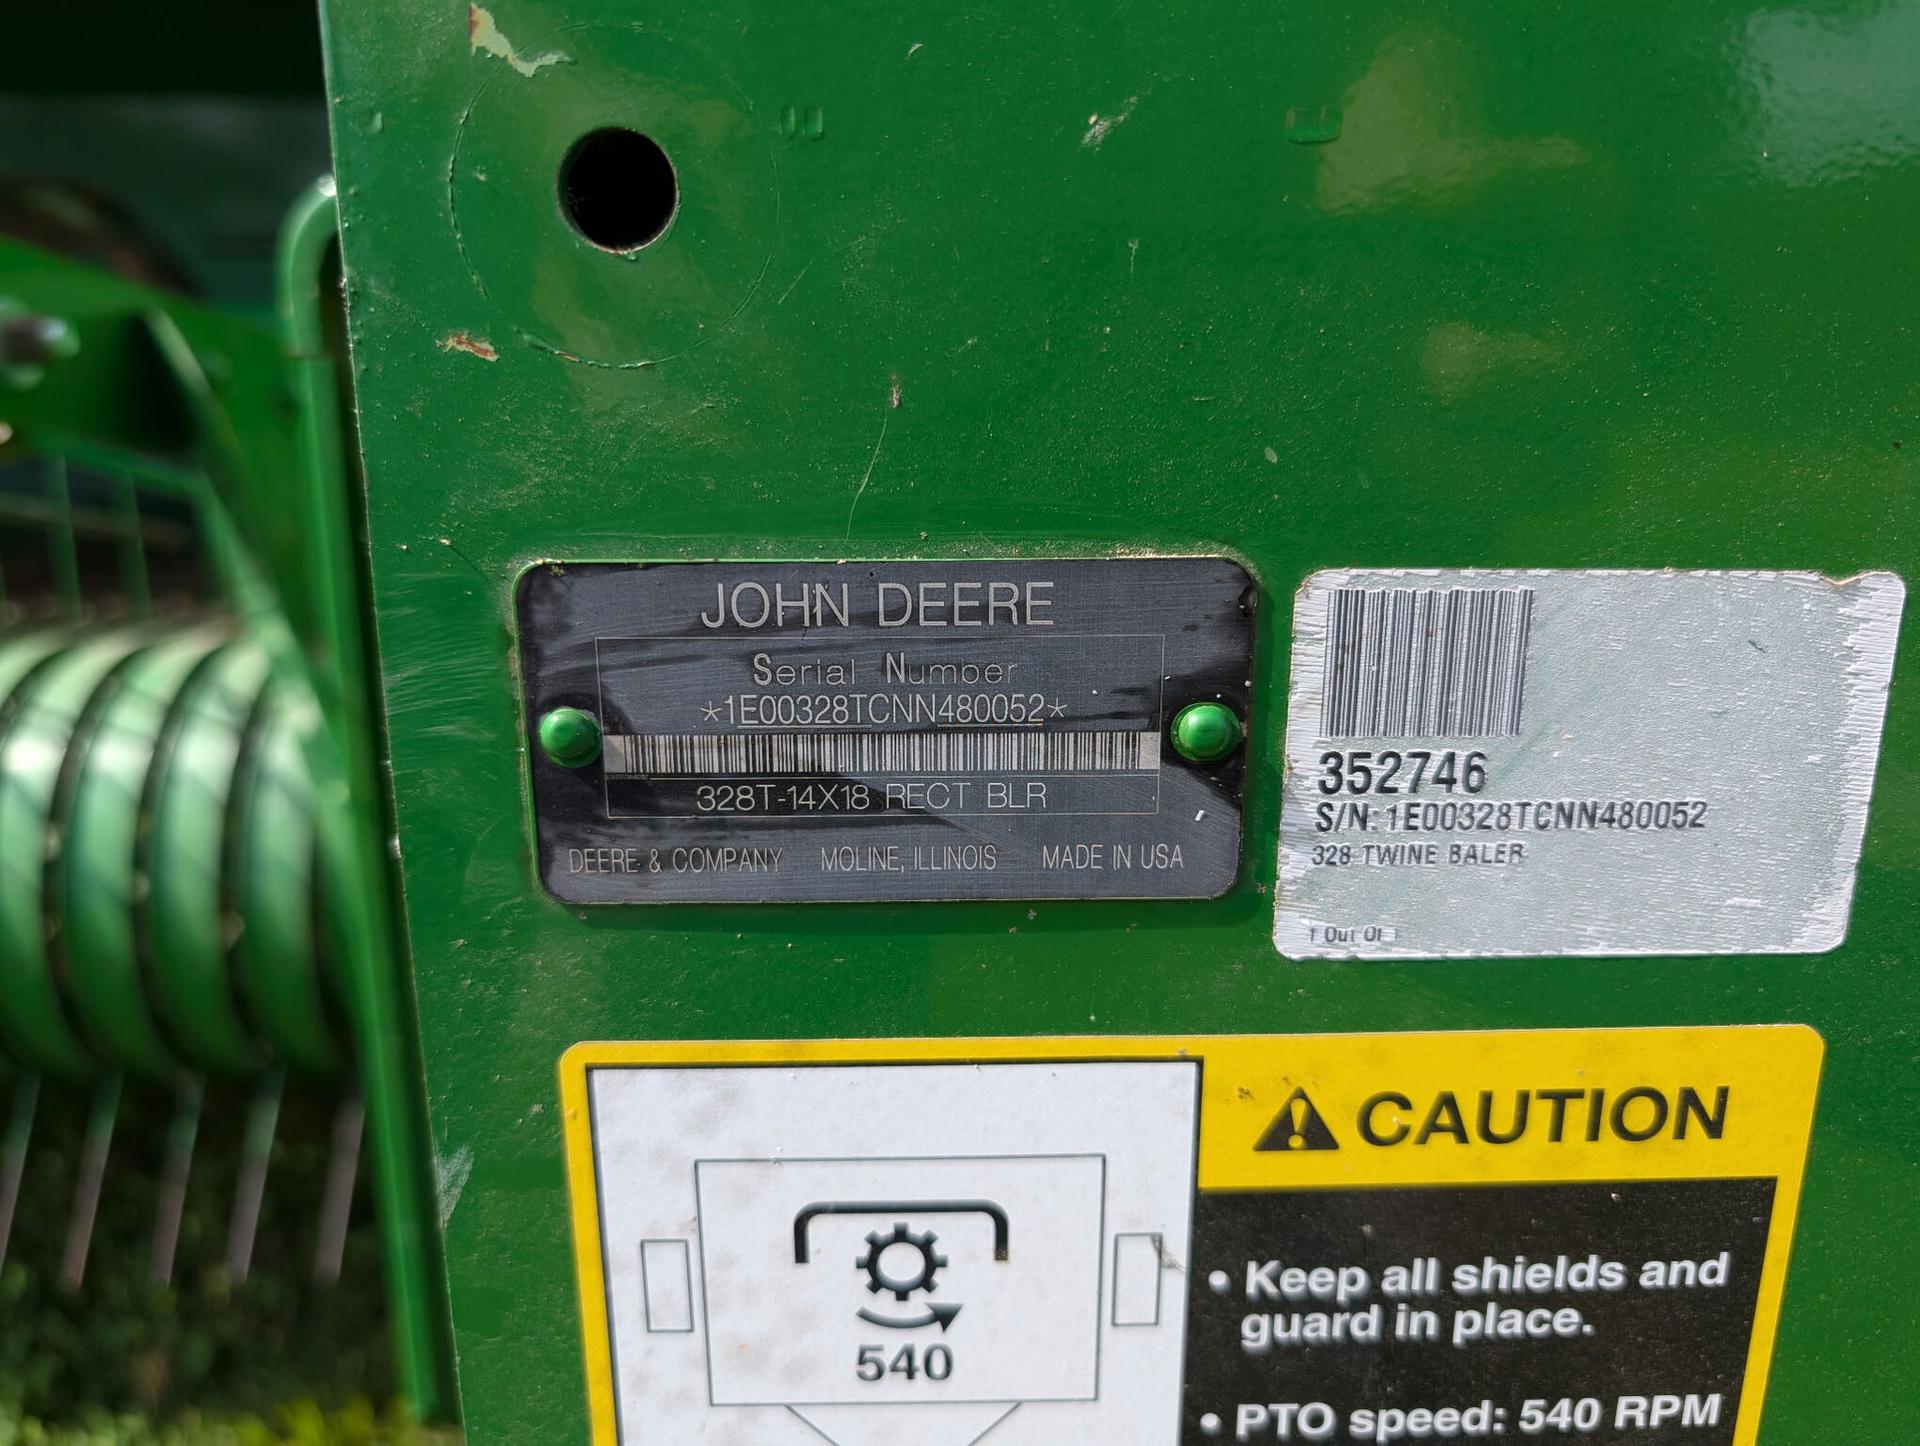 JOHN DEERE
Serial Number
*1E00328TCNN480052*
328T-14X18 RECT BLR
DEERE & COMPANY MOLINE, ILLINOIS MADE IN USA
352746
S/N: 1E00328TCNN480052
328 TWINE BALER
1 Out Of 1
CAUTION
• Keep all shields and
guard in place.
• PTO speed: 540 RPM
540